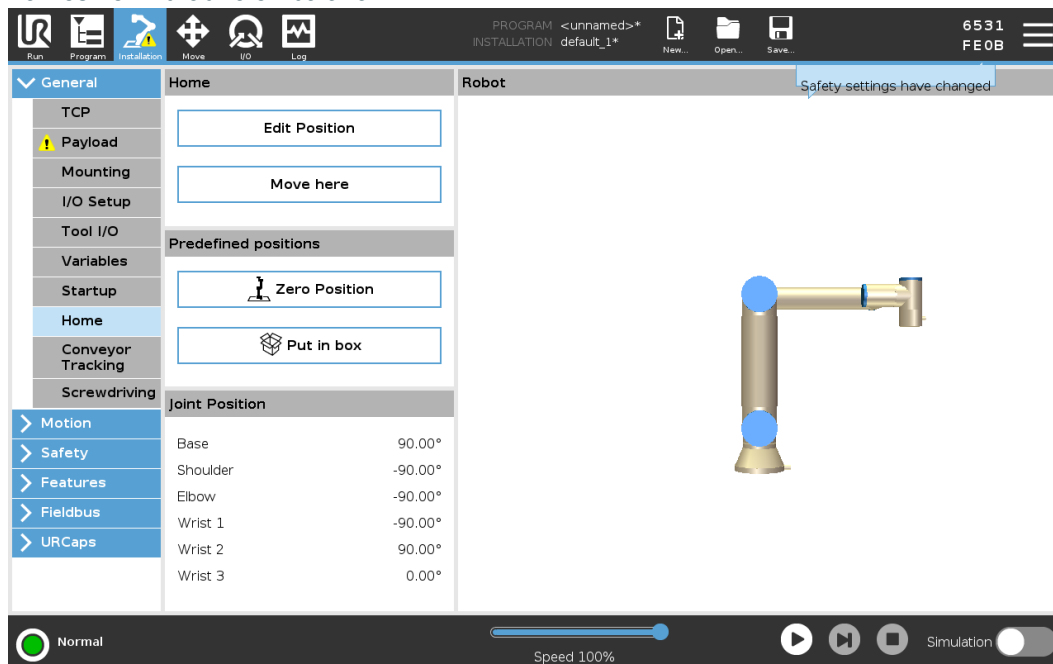 PROGRAM <unnamed>*
INSTALLATION default_1*
UR
Run
Program
Installation
Move
I/O
Log
New...
Open...
Save...
6531
FE0B
General
TCP
Payload
Mounting
I/O Setup
Tool I/O
Variables
Startup
Home
Conveyor
Tracking
Screwdriving
Motion
Safety
Features
Fieldbus
URCaps
Home
Edit Position
Move here
Predefined positions
Zero Position
Put in box
Joint Position
Base 90.00°
Shoulder -90.00°
Elbow -90.00°
Wrist 1 -90.00°
Wrist 2 90.00°
Wrist 3 0.00°
Robot
Safety settings have changed
Normal
Speed 100%
Simulation